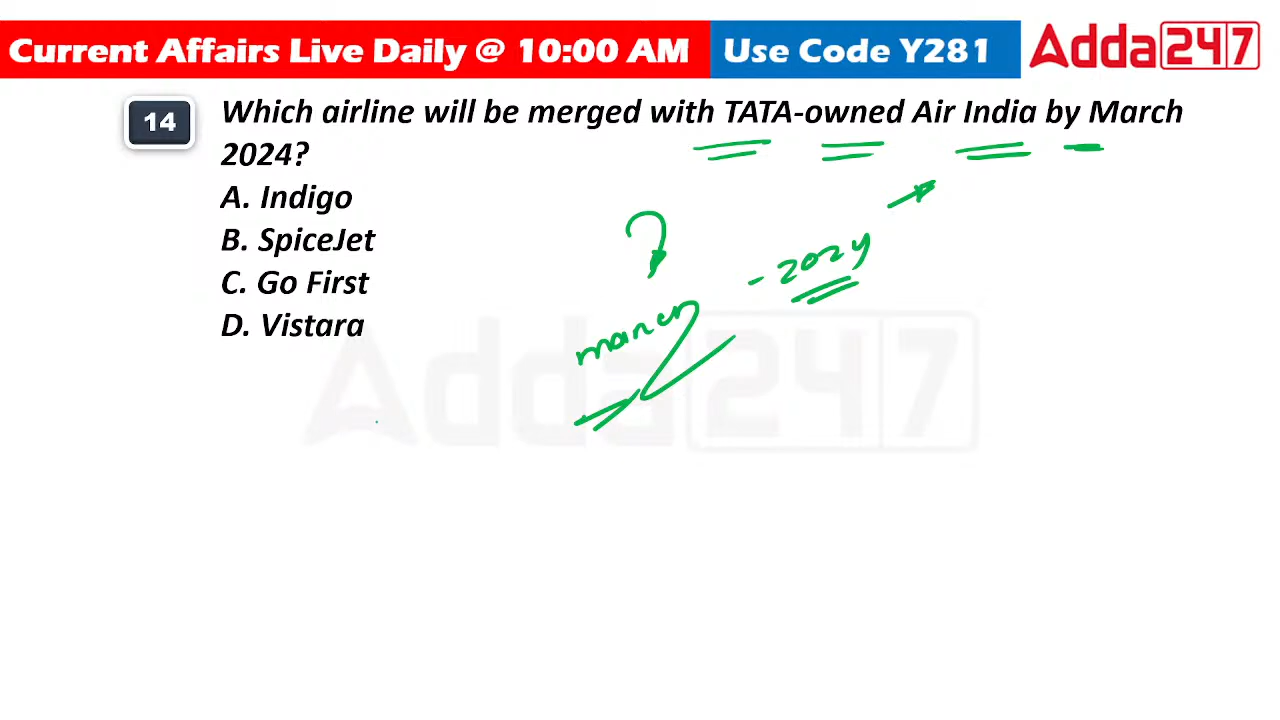 Current Affairs Live Daily @ 10:00 AM
Use Code Y281
Adda247
14
Which airline will be merged with TATA-owned Air India by March
2024?
A. Indigo
B. SpiceJet
C. Go First
D. Vistara
March - 2024
Adda247